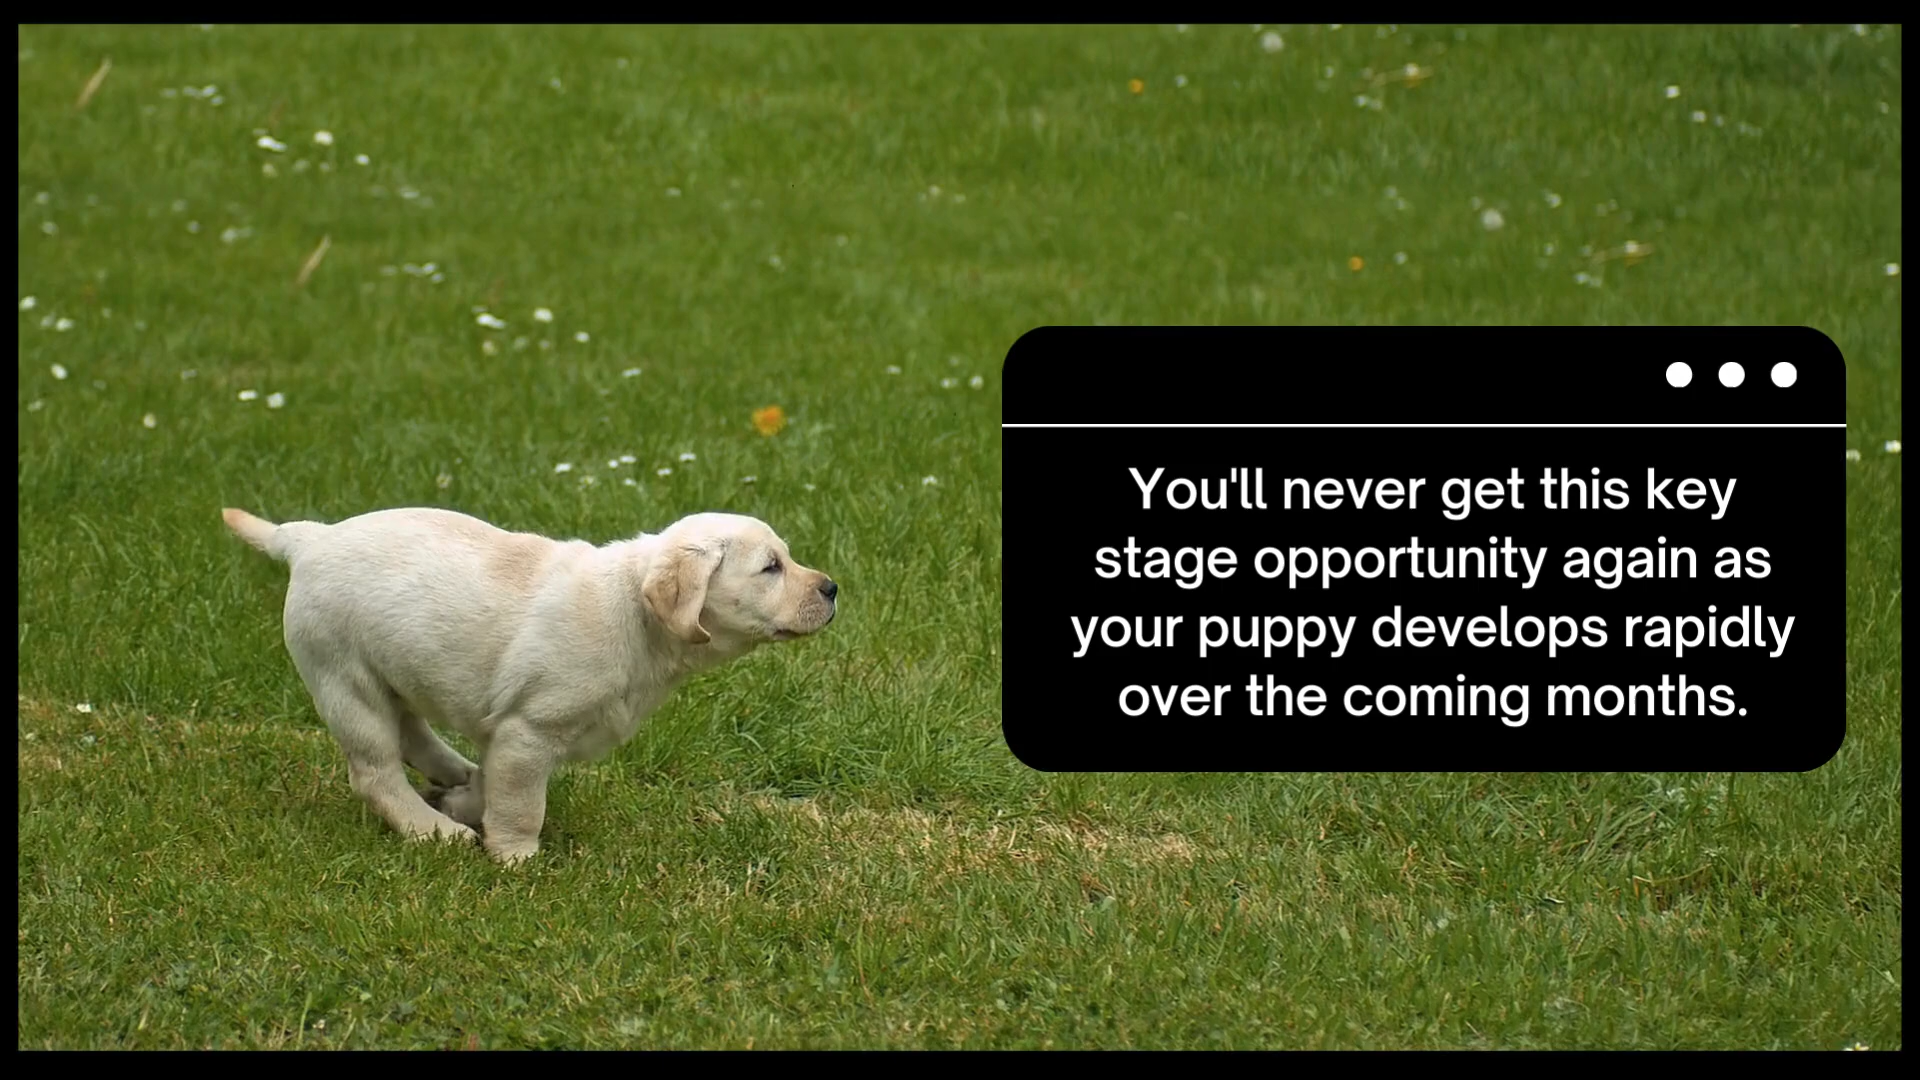 You'll never get this key
stage opportunity again as
your puppy develops rapidly
over the coming months.